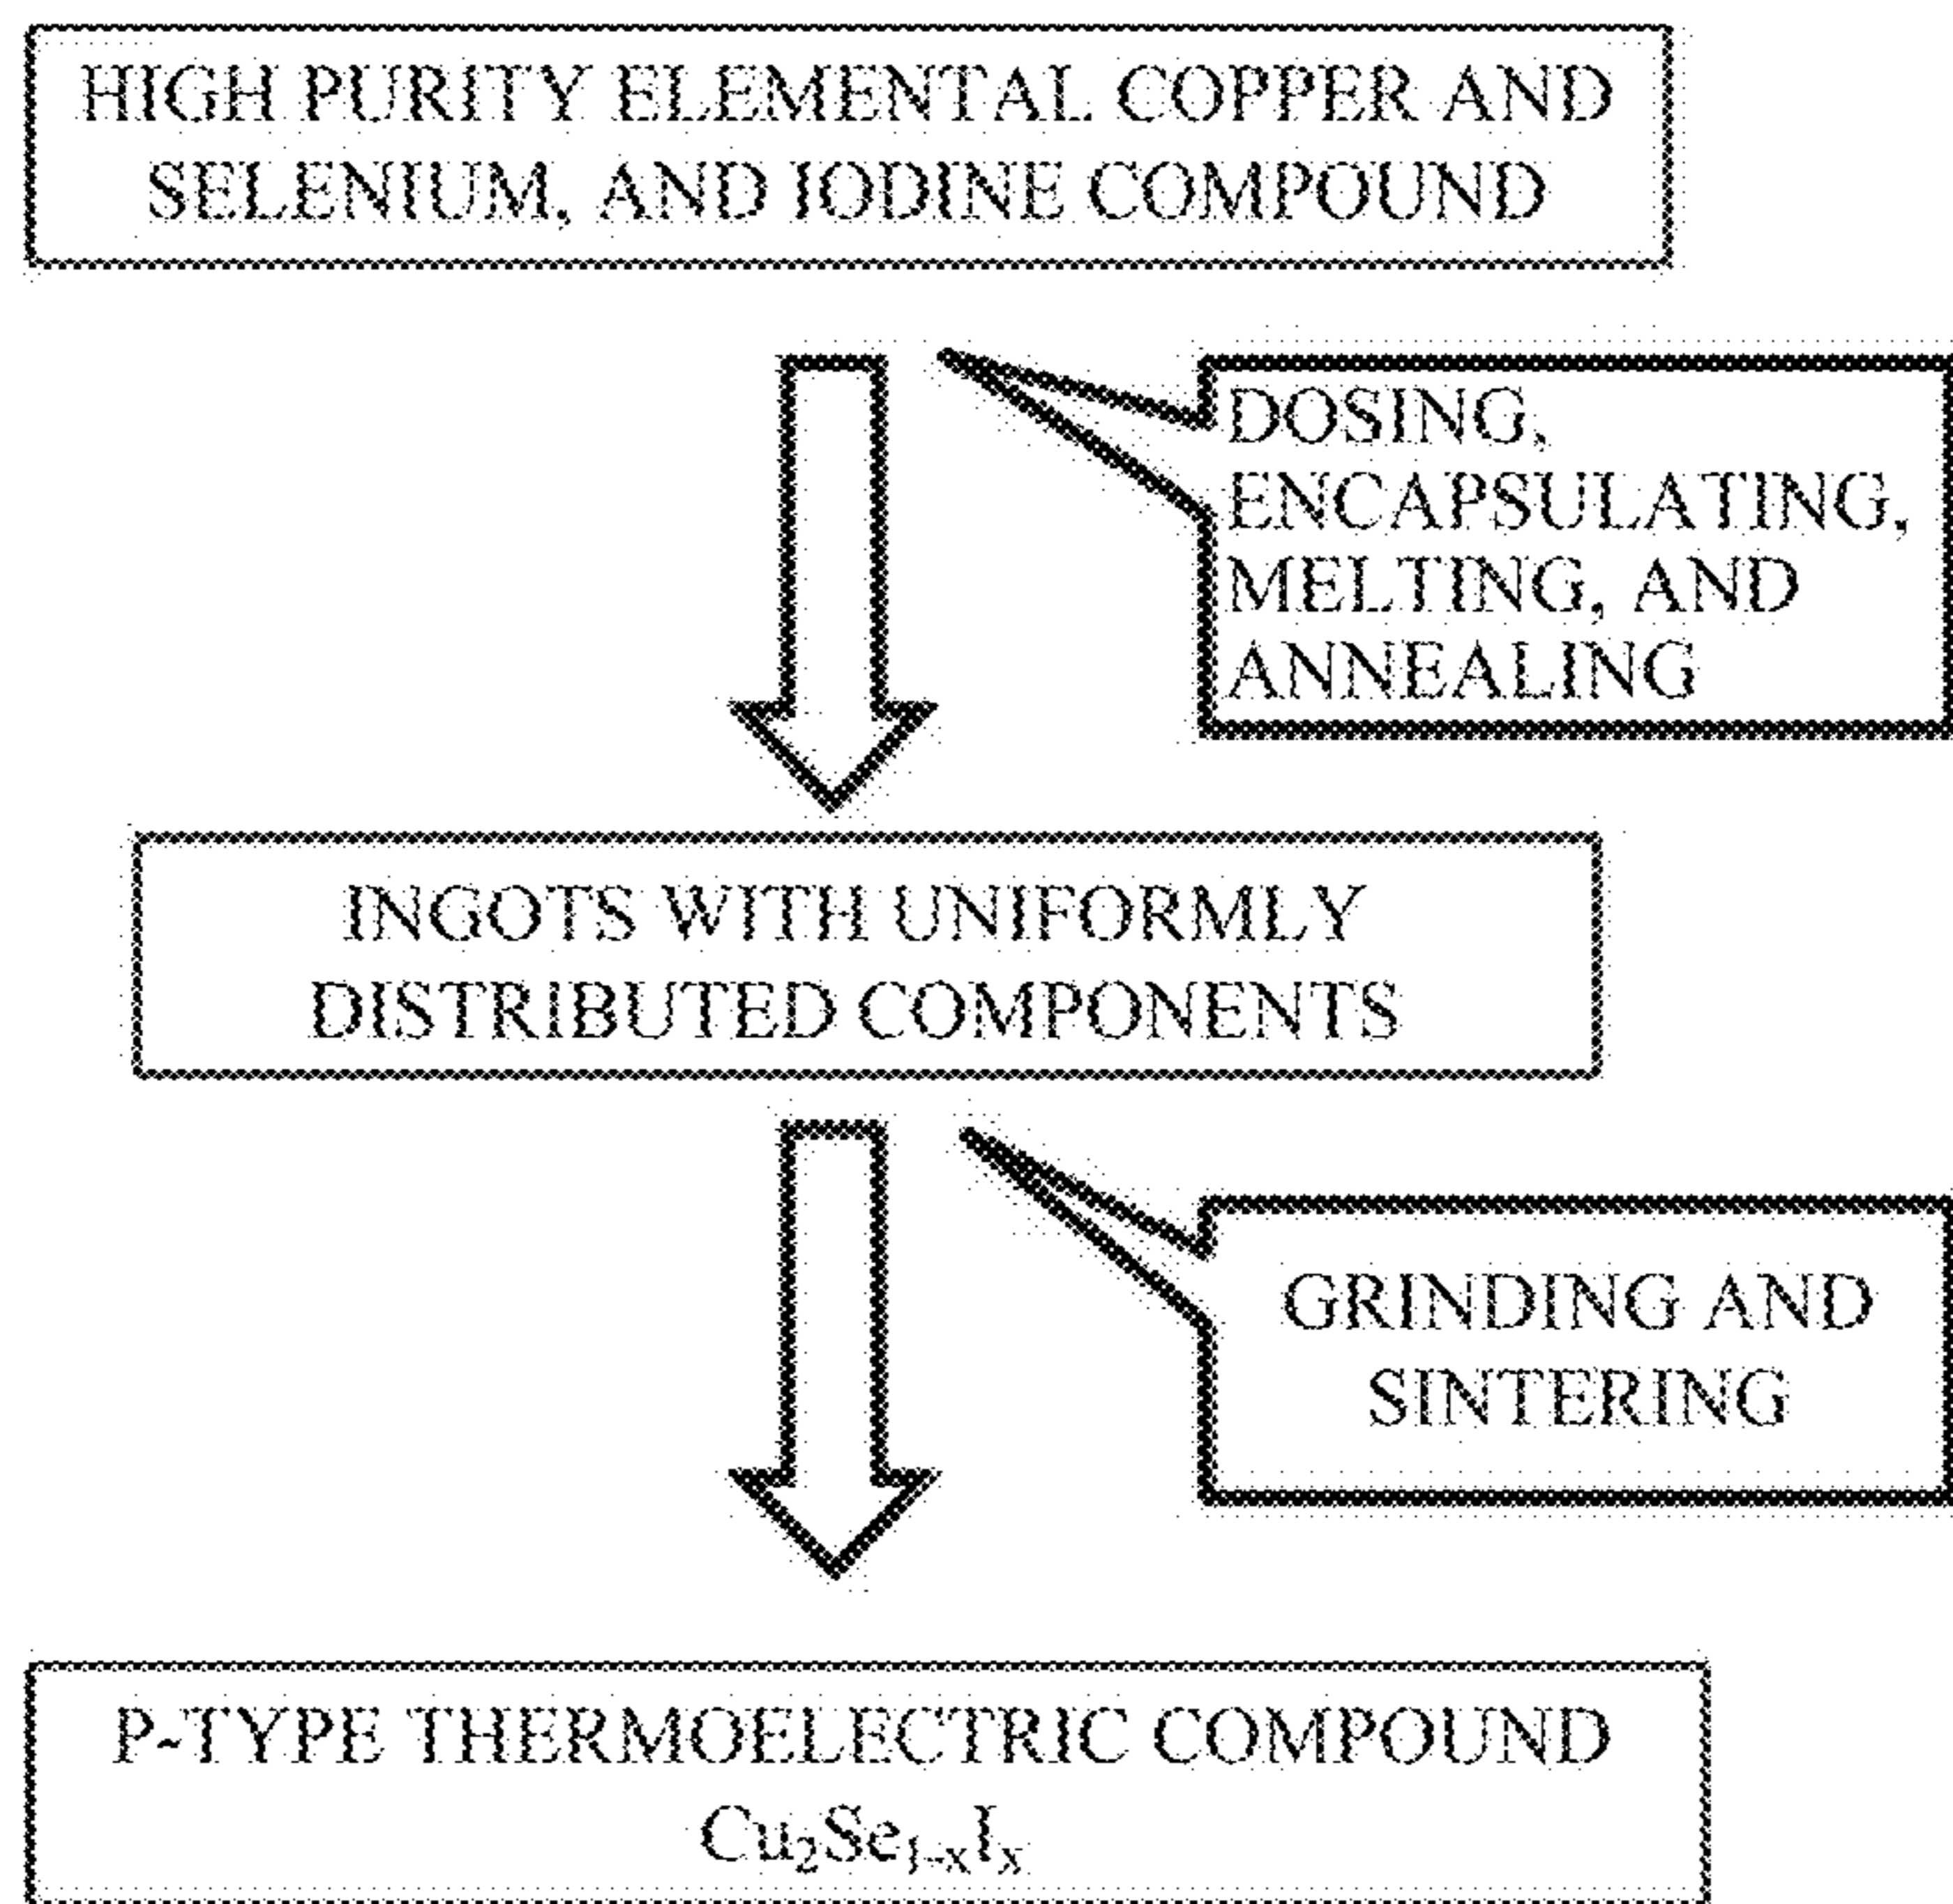 HIGH PURITY ELEMENTAL COPPER AND
SELENIUM, AND IODINE COMPOUND
DOSING,
ENCAPSULATING,
MELTING, AND
ANNEALING
INGOTS WITH UNIFORMLY
DISTRIBUTED COMPONENTS
GRINDING AND
SINTERING
P-TYPE THERMOELECTRIC COMPOUND
Cu₂Se₁₋ₓIₓ